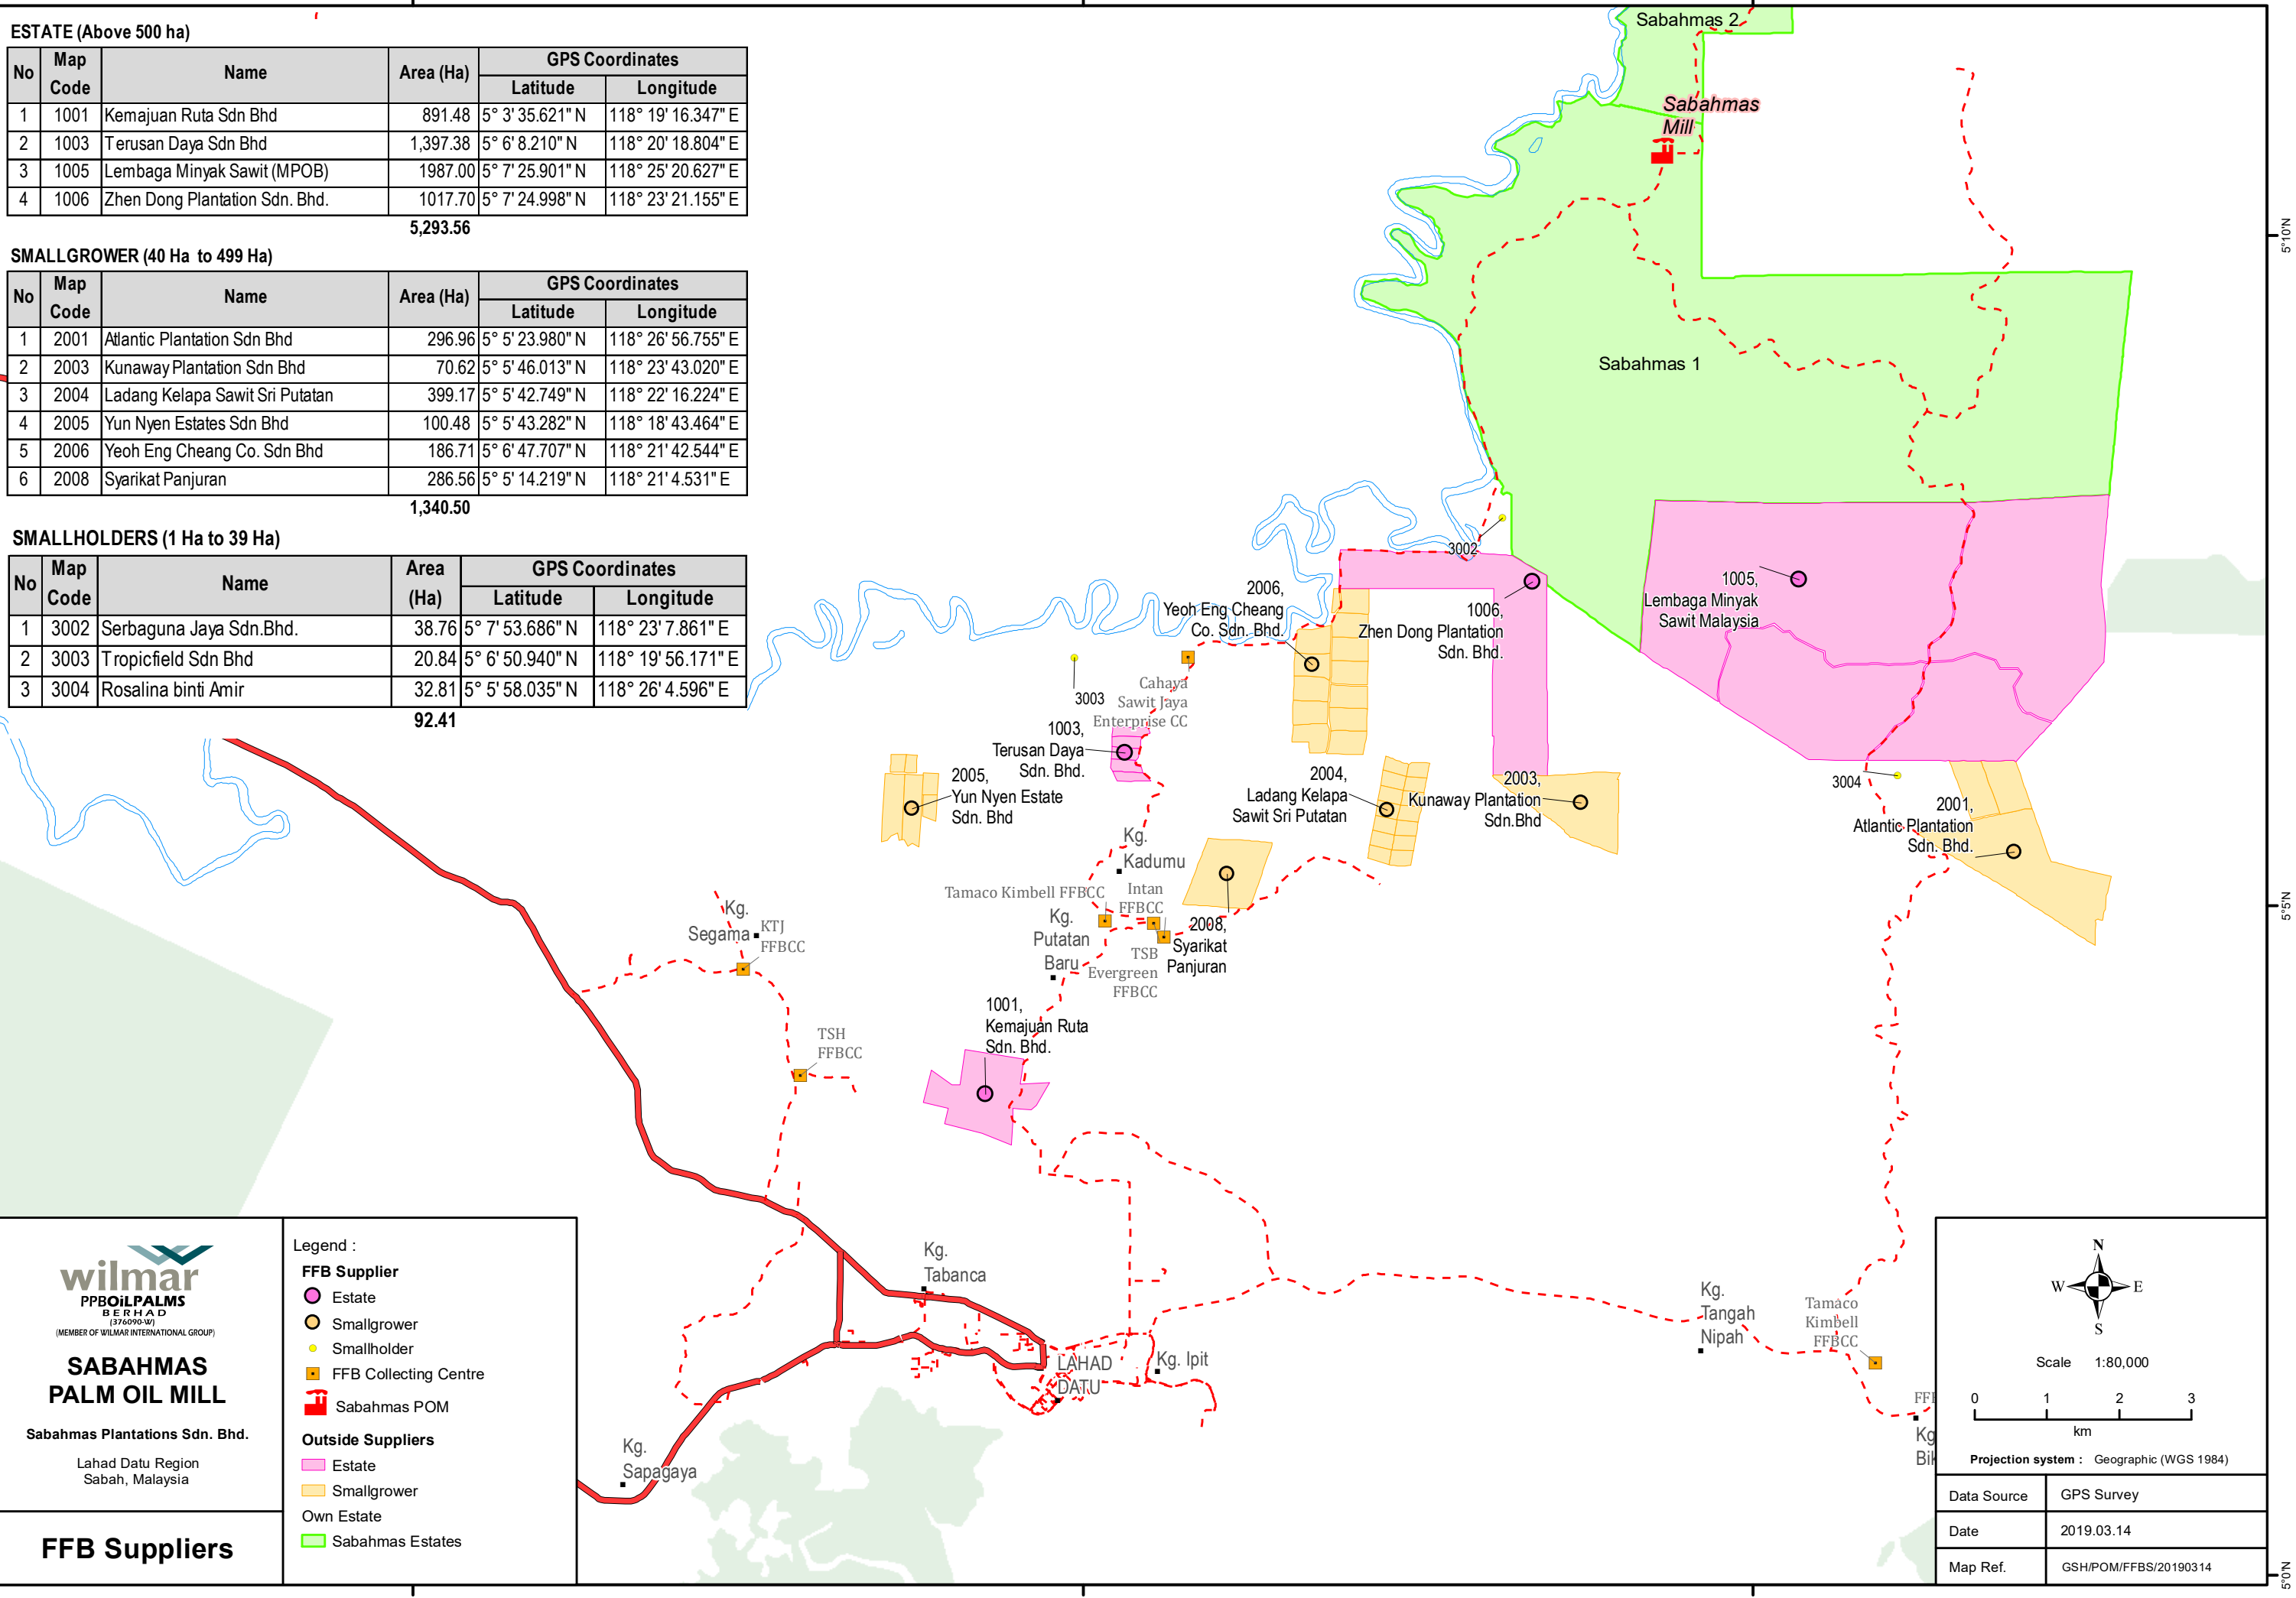 ESTATE (Above 500 ha)
No Map Code Name Area (Ha) GPS Coordinates Latitude Longitude
1 1001 Kemajuan Ruta Sdn Bhd 891.48 5° 3' 35.621" N 118° 19' 16.347" E
2 1003 Terusan Daya Sdn Bhd 1,397.38 5° 6' 8.210" N 118° 20' 18.804" E
3 1005 Lembaga Minyak Sawit (MPOB) 1987.00 5° 7' 25.901" N 118° 25' 20.627" E
4 1006 Zhen Dong Plantation Sdn. Bhd. 1017.70 5° 7' 24.998" N 118° 23' 21.155" E
5,293.56
SMALLGROWER (40 Ha to 499 Ha)
No Map Code Name Area (Ha) GPS Coordinates Latitude Longitude
1 2001 Atlantic Plantation Sdn Bhd 296.96 5° 5' 23.980" N 118° 26' 56.755" E
2 2003 Kunaway Plantation Sdn Bhd 70.62 5° 5' 46.013" N 118° 23' 43.020" E
3 2004 Ladang Kelapa Sawit Sri Putatan 399.17 5° 5' 42.749" N 118° 22' 16.224" E
4 2005 Yun Nyen Estates Sdn Bhd 100.48 5° 5' 43.282" N 118° 18' 43.464" E
5 2006 Yeoh Eng Cheang Co. Sdn Bhd 186.71 5° 6' 47.707" N 118° 21' 42.544" E
6 2008 Syarikat Panjuran 286.56 5° 5' 14.219" N 118° 21' 4.531" E
1,340.50
SMALLHOLDERS (1 Ha to 39 Ha)
No Map Code Name Area (Ha) GPS Coordinates Latitude Longitude
1 3002 Serbaguna Jaya Sdn.Bhd. 38.76 5° 7' 53.686" N 118° 23' 7.861" E
2 3003 Tropicfield Sdn Bhd 20.84 5° 6' 50.940" N 118° 19' 56.171" E
3 3004 Rosalina binti Amir 32.81 5° 5' 58.035" N 118° 26' 4.596" E
92.41
Sabahmas 2
Sabahmas
Mill
5°10'N
Sabahmas 1
3002
2006,
Yeoh Eng Cheang
Co. Sdn. Bhd.
1006,
Zhen Dong Plantation
Sdn. Bhd.
1005,
Lembaga Minyak
Sawit Malaysia
3003
Cahaya
Sawit Jaya
Enterprise CC
1003,
Terusan Daya
Sdn. Bhd.
2005,
Yun Nyen Estate
Sdn. Bhd
2004,
Ladang Kelapa
Sawit Sri Putatan
2003,
Kunaway Plantation
Sdn.Bhd
3004
2001,
Atlantic Plantation
Sdn. Bhd.
Kg.
Kadumu
Tamaco Kimbell FFBCC
Intan
FFBCC
Kg.
Putatan
Baru
TSB
Evergreen
FFBCC
2008,
Syarikat
Panjuran
5°5'N
Kg.
Segama
KTJ
FFBCC
TSH
FFBCC
1001,
Kemajuan Ruta
Sdn. Bhd.
Kg.
Tabanca
LAHAD
DATU
Kg. Ipit
Kg.
Sapagaya
Kg.
Tangah
Nipah
Tamaco
Kimbell
FFBCC
FF
Kg
Bik
wilmar
PPBOiLPALMS
BERHAD
(376090-W)
(MEMBER OF WILMAR INTERNATIONAL GROUP)
SABAHMAS
PALM OIL MILL
Sabahmas Plantations Sdn. Bhd.
Lahad Datu Region
Sabah, Malaysia
FFB Suppliers
Legend :
FFB Supplier
Estate
Smallgrower
Smallholder
FFB Collecting Centre
Sabahmas POM
Outside Suppliers
Estate
Smallgrower
Own Estate
Sabahmas Estates
N
W E
S
Scale 1:80,000
0 1 2 3
km
Projection system : Geographic (WGS 1984)
Data Source GPS Survey
Date 2019.03.14
Map Ref. GSH/POM/FFBS/20190314
5°0'N